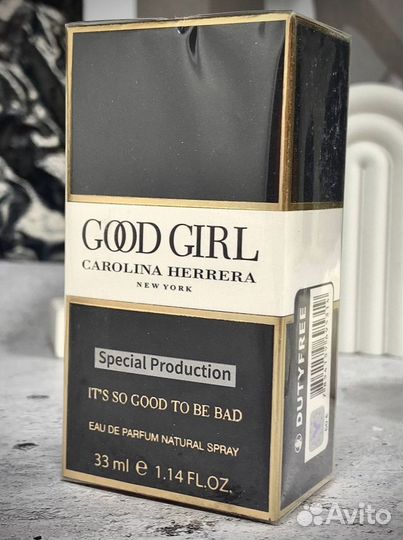 GOOD GIRL
CAROLINA HERRERA
NEW YORK
Special Production
IT'S SO GOOD TO BE BAD
EAU DE PARFUM NATURAL SPRAY
33 ml e 1.14 FL.OZ.
DUTYFREE
Avito